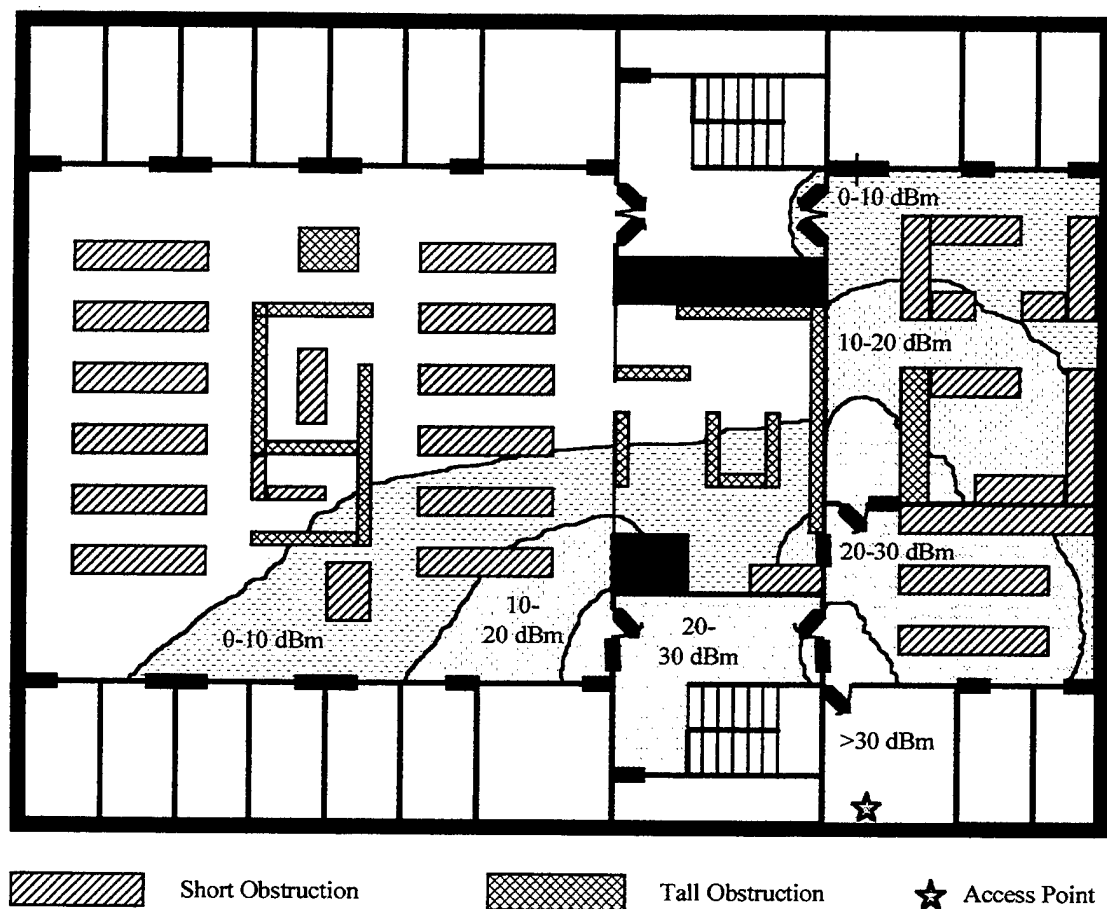 0-10 dBm
10-20 dBm
20-30 dBm
10-
20 dBm
0-10 dBm
20-
30 dBm
>30 dBm
Short Obstruction
Tall Obstruction
Access Point